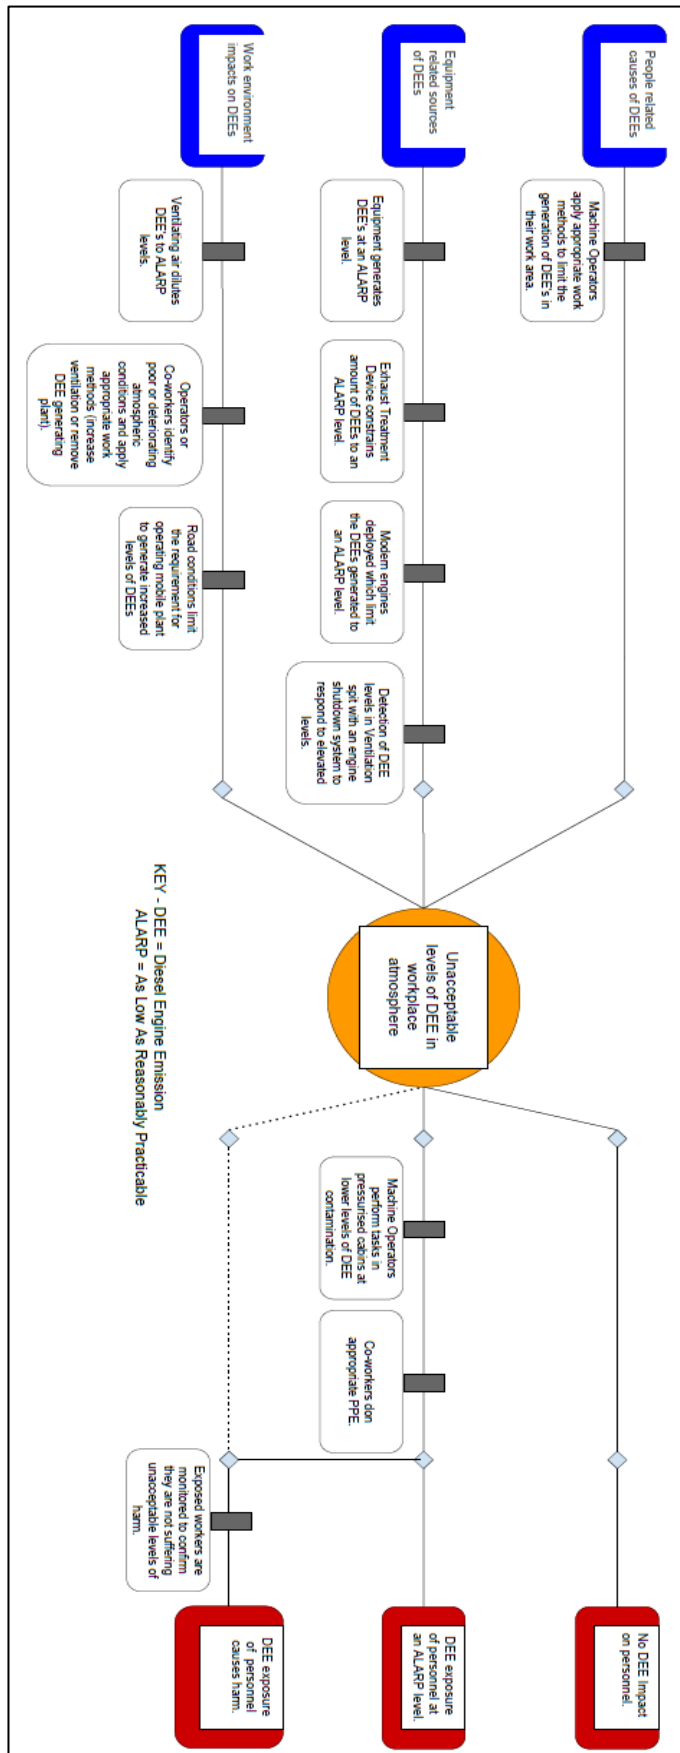 People related
causes of DEEs
Machine Operators
apply appropriate work
methods to limit the
generation of DEE's in
their work area.
Equipment
related sources
of DEEs
Equipment generates
DEE's at an ALARP
level.
Exhaust Treatment
Device constrains
amount of DEEs to an
ALARP level.
Modern engines
deployed which limit
the DEEs generated to
an ALARP level.
Detection of DEE
levels in Ventilation
spit with an engine
shutdown system to
respond to elevated
levels.
Work environment
impacts on DEEs
Ventilating air dilutes
DEE's to ALARP
levels.
Operators or
Co-workers identify
poor or deteriorating
atmospheric
conditions and apply
appropriate work
methods (increase
ventilation or remove
DEE generating
plant).
Road conditions limit
the requirement for
operating mobile plant
to generate increased
levels of DEEs
Unacceptable
levels of DEE in
workplace
atmosphere
No DEE Impact
on personnel.
Machine Operators
perform tasks in
pressurised cabins at
lower levels of DEE
contamination.
Co-workers don
appropriate PPE.
DEE exposure
of personnel at
an ALARP level.
Exposed workers are
monitored to confirm
they are not suffering
unacceptable levels of
harm.
DEE exposure
of personnel
causes harm.
KEY - DEE = Diesel Engine Emission
ALARP = As Low As Reasonably Practicable